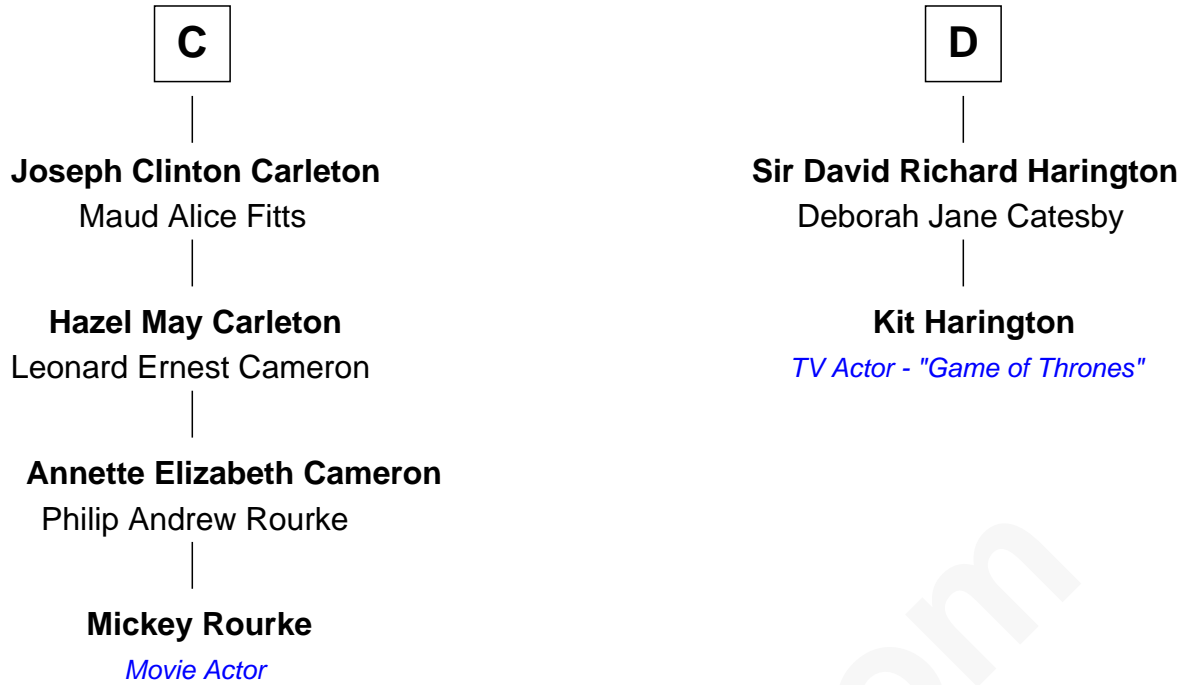 C
Joseph Clinton Carleton
Maud Alice Fitts
Hazel May Carleton
Leonard Ernest Cameron
Annette Elizabeth Cameron
Philip Andrew Rourke
Mickey Rourke
Movie Actor
D
Sir David Richard Harington
Deborah Jane Catesby
Kit Harington
TV Actor - "Game of Thrones"
om